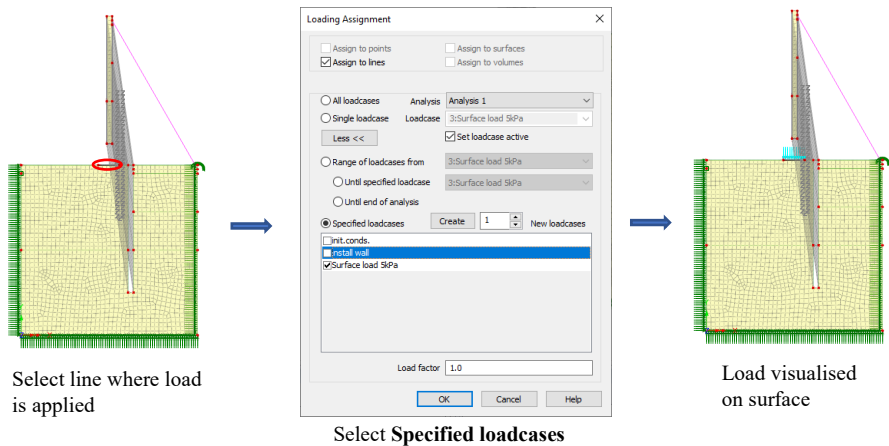 Loading Assignment
Assign to points
Assign to surfaces
Assign to lines
Assign to volumes
All loadcases Analysis Analysis 1
Single loadcase Loadcase 3:Surface load 5kPa
Less << Set loadcase active
Range of loadcases from 3:Surface load 5kPa
Until specified loadcase 3:Surface load 5kPa
Until end of analysis
Specified loadcases Create 1 New loadcases
init.conds.
Install wall
Surface load 5kPa
Load factor 1.0
OK Cancel Help
Select line where load
is applied
Select Specified loadcases
Load visualised
on surface